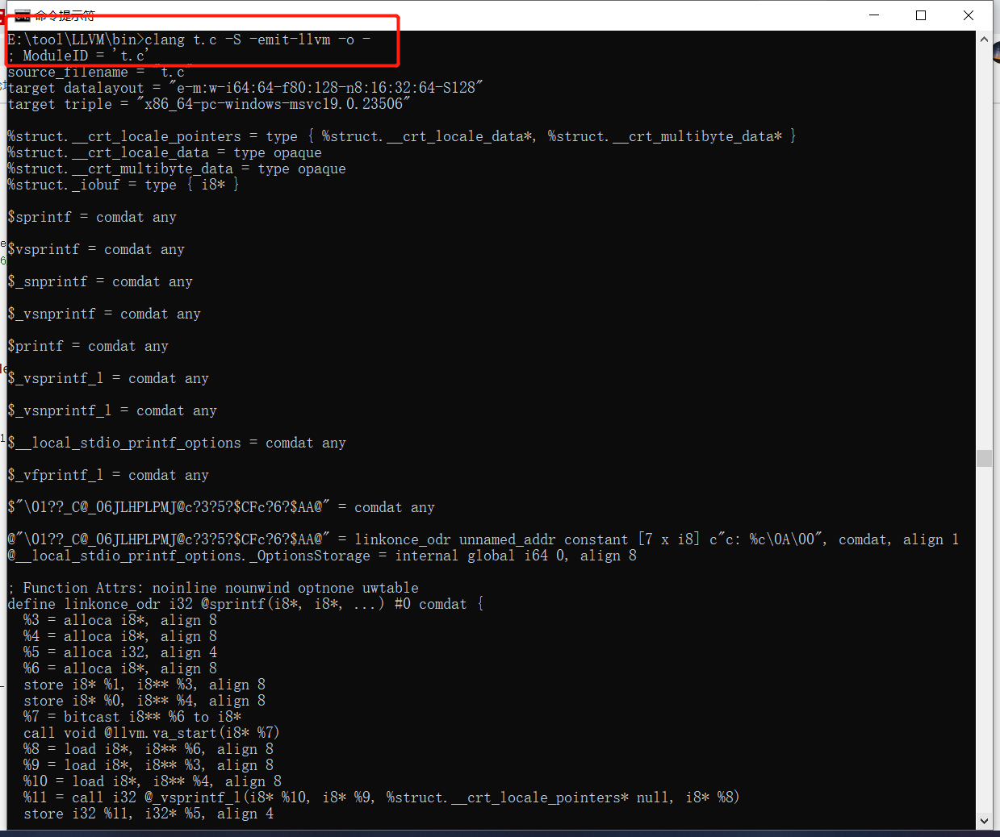 命令提示符
E:\tool\LLVM\bin>clang t.c -S -emit-llvm -o -
; ModuleID = 't.c'
source_filename = "t.c"
target datalayout = "e-m:w-i64:64-f80:128-n8:16:32:64-S128"
target triple = "x86_64-pc-windows-msvc19.0.23506"
%struct.__crt_locale_pointers = type { %struct.__crt_locale_data*, %struct.__crt_multibyte_data* }
%struct.__crt_locale_data = type opaque
%struct.__crt_multibyte_data = type opaque
%struct._iobuf = type { i8* }
$sprintf = comdat any
$vsprintf = comdat any
$_snprintf = comdat any
$_vsnprintf = comdat any
$printf = comdat any
$_vsprintf_l = comdat any
$_vsnprintf_l = comdat any
$__local_stdio_printf_options = comdat any
$_vfprintf_l = comdat any
$"\01??_C@_06JLHPLPMJ@c?3?5?$CFc?6?$AA@" = comdat any
@"\01??_C@_06JLHPLPMJ@c?3?5?$CFc?6?$AA@" = linkonce_odr unnamed_addr constant [7 x i8] c"c: %c\0A\00", comdat, align 1
@__local_stdio_printf_options._OptionsStorage = internal global i64 0, align 8
; Function Attrs: noinline nounwind optnone uwtable
define linkonce_odr i32 @sprintf(i8*, i8*, ...) #0 comdat {
%3 = alloca i8*, align 8
%4 = alloca i8*, align 8
%5 = alloca i32, align 4
%6 = alloca i8*, align 8
store i8* %1, i8** %3, align 8
store i8* %0, i8** %4, align 8
%7 = bitcast i8** %6 to i8*
call void @llvm.va_start(i8* %7)
%8 = load i8*, i8** %6, align 8
%9 = load i8*, i8** %3, align 8
%10 = load i8*, i8** %4, align 8
%11 = call i32 @_vsprintf_l(i8* %10, i8* %9, %struct.__crt_locale_pointers* null, i8* %8)
store i32 %11, i32* %5, align 4